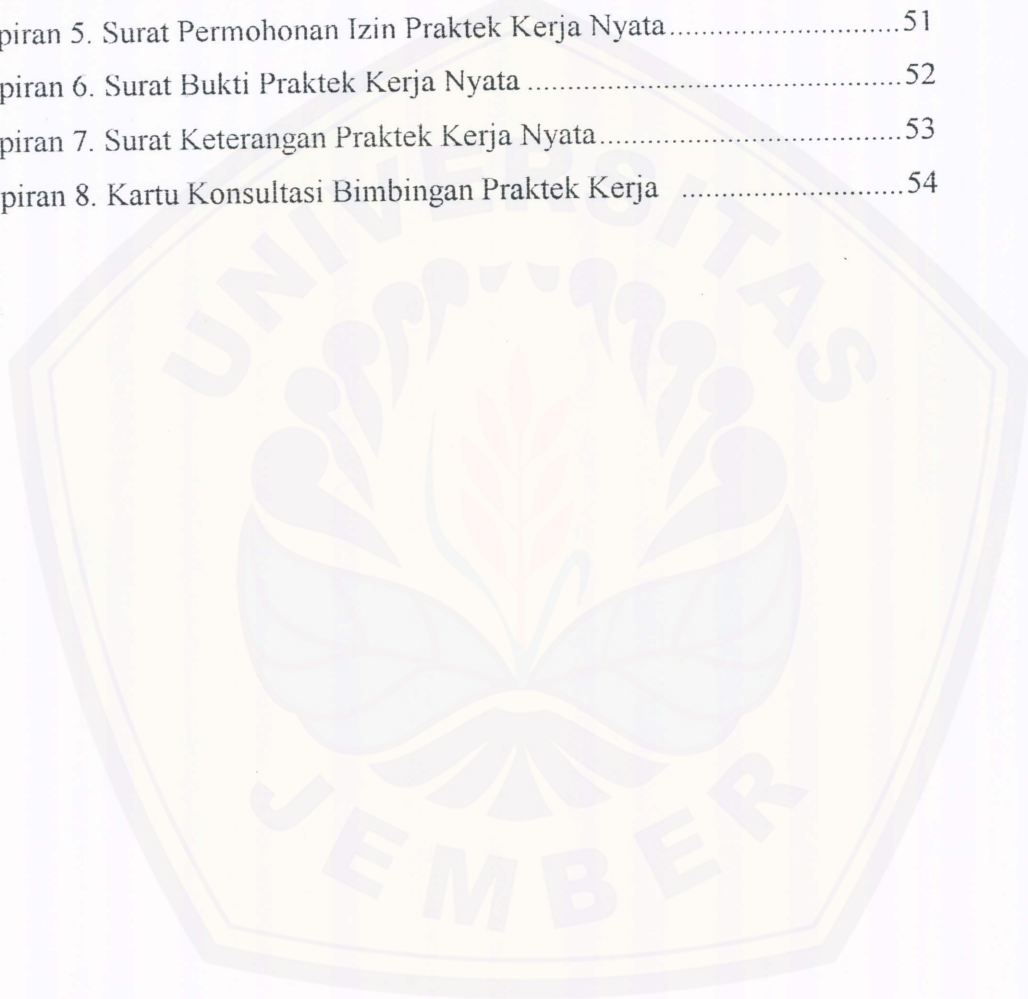 piran 5. Surat Permohonan Izin Praktek Kerja Nyata............................51
piran 6. Surat Bukti Praktek Kerja Nyata ..............................................52
piran 7. Surat Keterangan Praktek Kerja Nyata.....................................53
piran 8. Kartu Konsultasi Bimbingan Praktek Kerja ...........................54
UNIVERSITAS
JEMBER